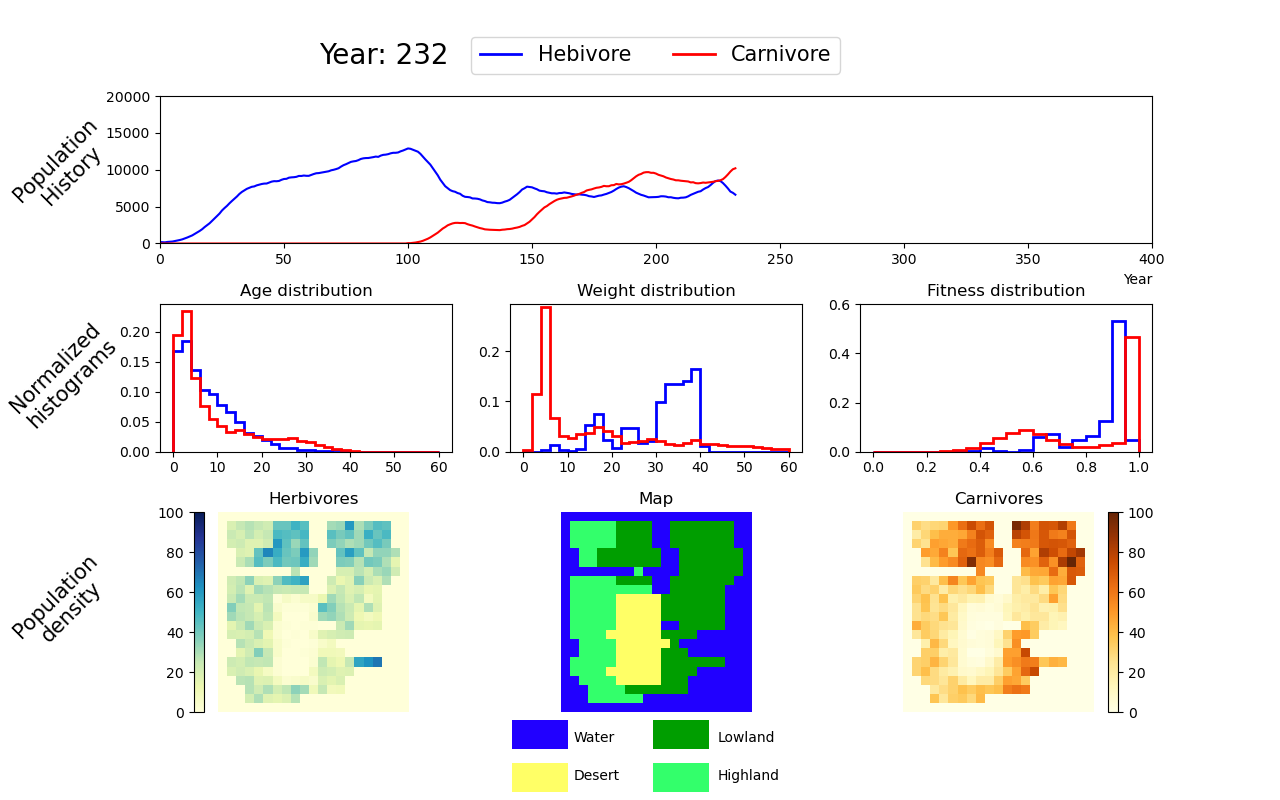 Year: 232
Hebivore
Carnivore
Population
History
20000
15000
10000
5000
0
0 50 100 150 200 250 300 350 400
Year
Normalized
histograms
Age distribution
0.20
0.15
0.10
0.05
0.00
0 10 20 30 40 50 60
Weight distribution
0.2
0.1
0.0
0 10 20 30 40 50 60
Fitness distribution
0.6
0.4
0.2
0.0
0.0 0.2 0.4 0.6 0.8 1.0
Population
density
Herbivores
100
80
60
40
20
0
Map
Carnivores
100
80
60
40
20
0
Water
Lowland
Desert
Highland